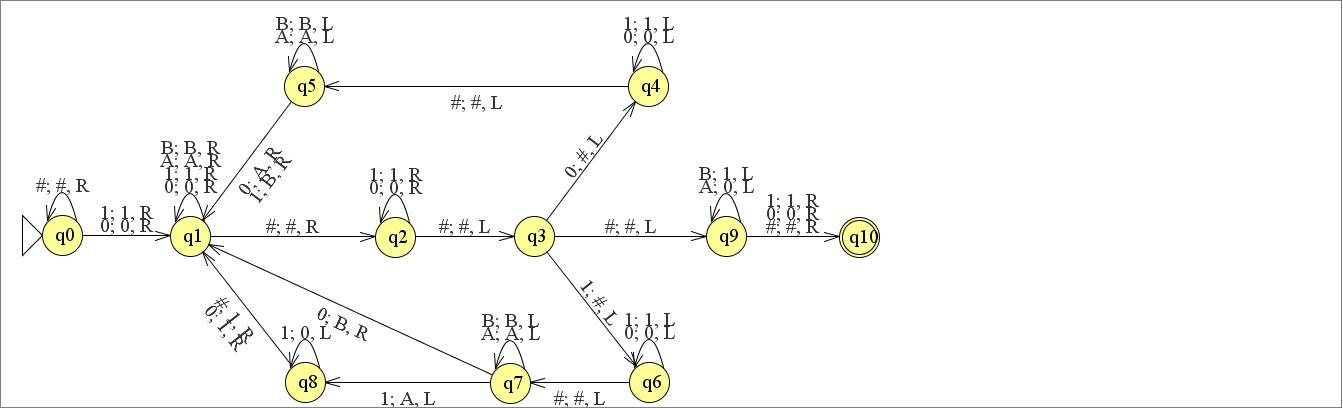 B; B, L
A; A, L
1; 1, L
0; 0, L
q5
q4
#; #, L
B; B, R
A; A, R
1; 1, R
0; 0, R
0; A, R
1; B, R
0; #, L
#; #, R
1; 1, R
0; 0, R
1; 1, R
0; 0, R
B; 1, L
A; 0, L
1; 1, R
0; 0, R
#; #, R
q0
q1
#; #, R
q2
#; #, L
q3
#; #, L
q9
q10
#; 1, R
0; 1, R
0; B, R
1; #, L
1; 0, L
B; B, L
A; A, L
1; 1, L
0; 0, L
q8
q7
q6
1; A, L
#; #, L